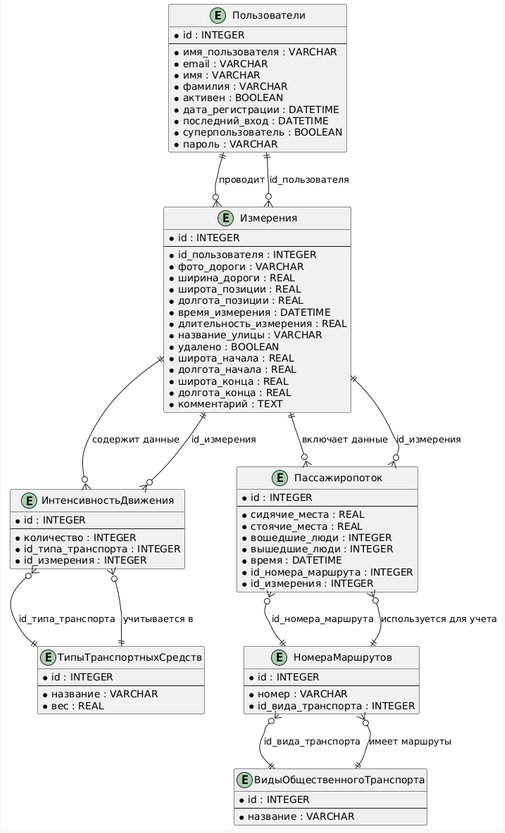 E Пользователи
• id : INTEGER
• имя_пользователя : VARCHAR
• email : VARCHAR
• имя : VARCHAR
• фамилия : VARCHAR
• активен : BOOLEAN
• дата_регистрации : DATETIME
• последний_вход : DATETIME
• суперпользователь : BOOLEAN
• пароль : VARCHAR
проводит id_пользователя
E Измерения
• id : INTEGER
• id_пользователя : INTEGER
• фото_дороги : VARCHAR
• ширина_дороги : REAL
• широта_позиции : REAL
• долгота_позиции : REAL
• время_измерения : DATETIME
• длительность_измерения : REAL
• название_улицы : VARCHAR
• удалено : BOOLEAN
• широта_начала : REAL
• долгота_начала : REAL
• широта_конца : REAL
• долгота_конца : REAL
• комментарий : TEXT
содержит данные id_измерения включает данные id_измерения
E ИнтенсивностьДвижения
• id : INTEGER
• количество : INTEGER
• id_типа_транспорта : INTEGER
• id_измерения : INTEGER
E Пассажиропоток
• id : INTEGER
• сидячие_места : REAL
• стоячие_места : REAL
• вошедшие_люди : INTEGER
• вышедшие_люди : INTEGER
• время : DATETIME
• id_номера_маршрута : INTEGER
• id_измерения : INTEGER
id_типа_транспорта учитывается в id_номера_маршрута используется для учета
E ТипыТранспортныхСредств
• id : INTEGER
• название : VARCHAR
• вес : REAL
E НомераМаршрутов
• id : INTEGER
• номер : VARCHAR
• id_вида_транспорта : INTEGER
id_вида_транспорта имеет маршруты
E ВидыОбщественногоТранспорта
• id : INTEGER
• название : VARCHAR